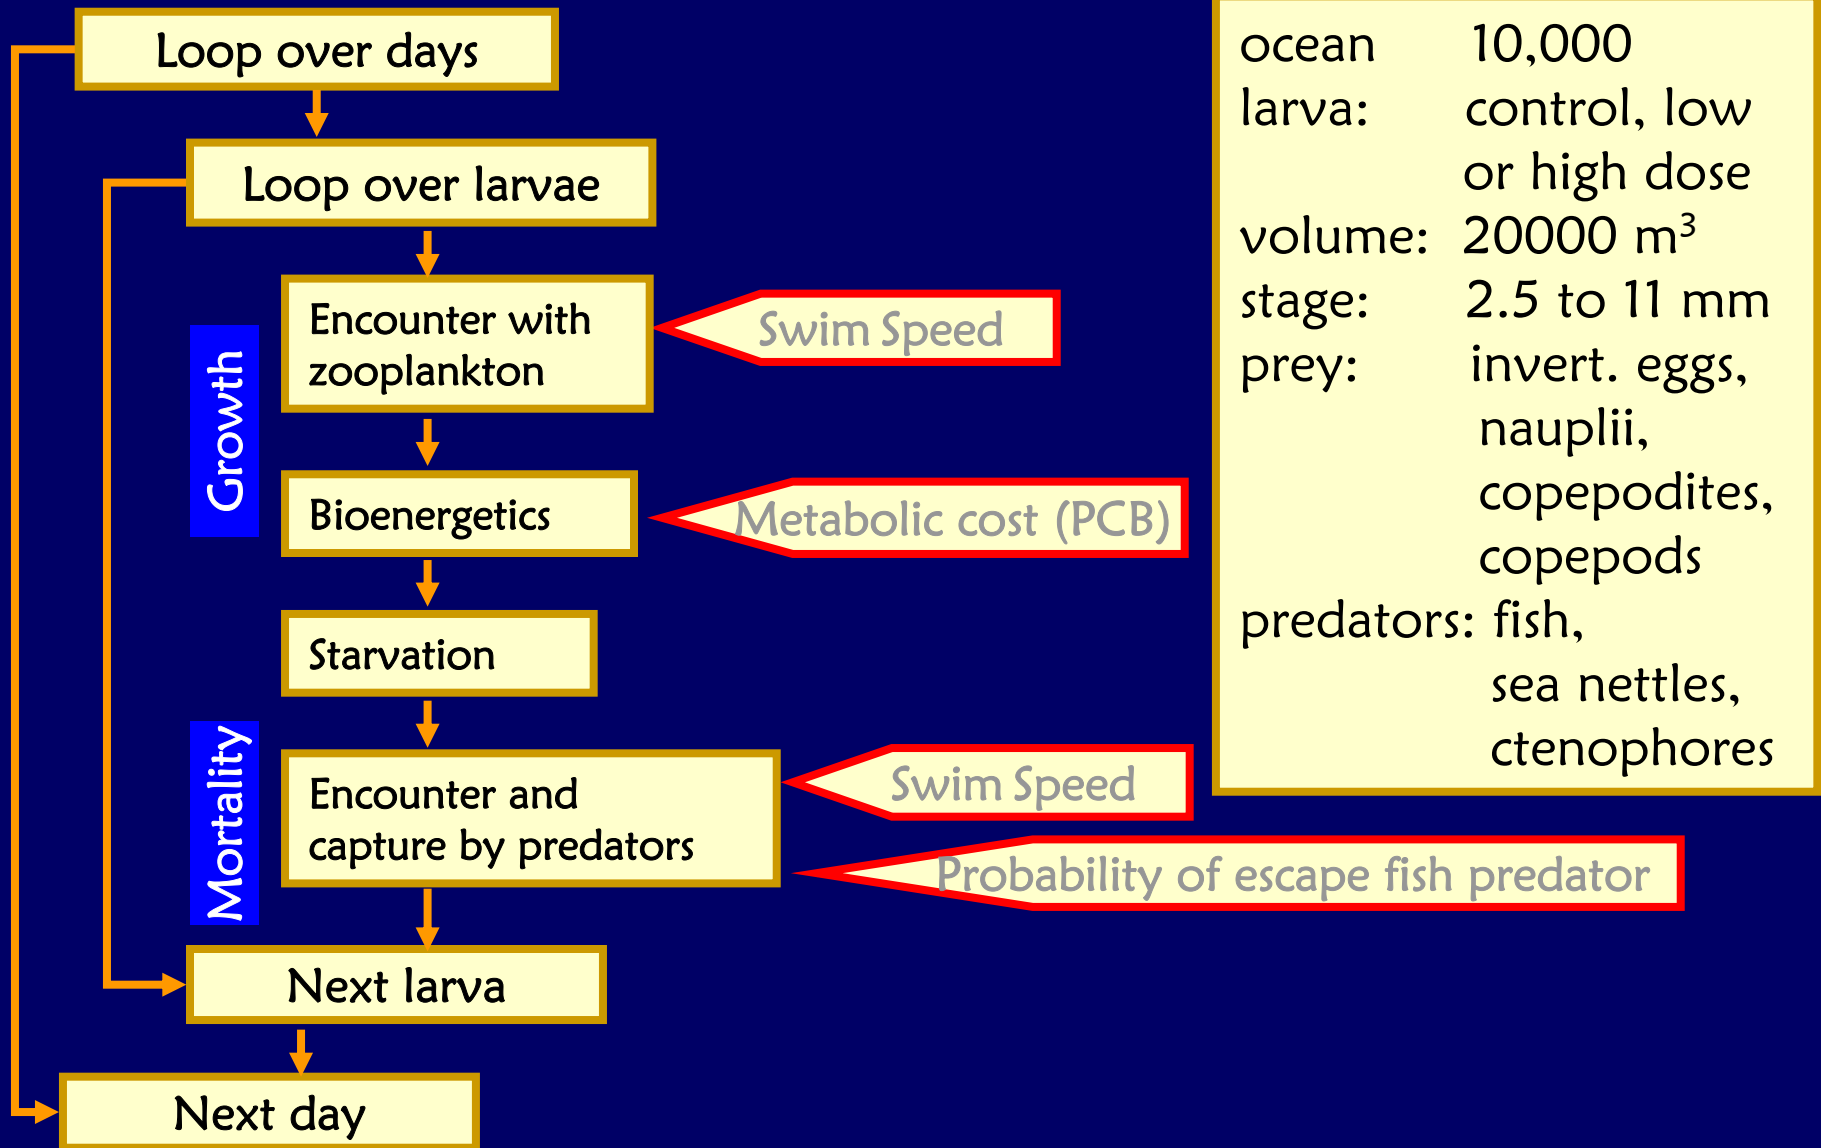 Loop over days
Loop over larvae
Growth
Encounter with
zooplankton
Swim Speed
Bioenergetics
Metabolic cost (PCB)
Starvation
Mortality
Encounter and
capture by predators
Swim Speed
Probability of escape fish predator
Next larva
Next day
ocean 10,000
larva: control, low
or high dose
volume: 20000 m³
stage: 2.5 to 11 mm
prey: invert. eggs,
nauplii,
copepodites,
copepods
predators: fish,
sea nettles,
ctenophores